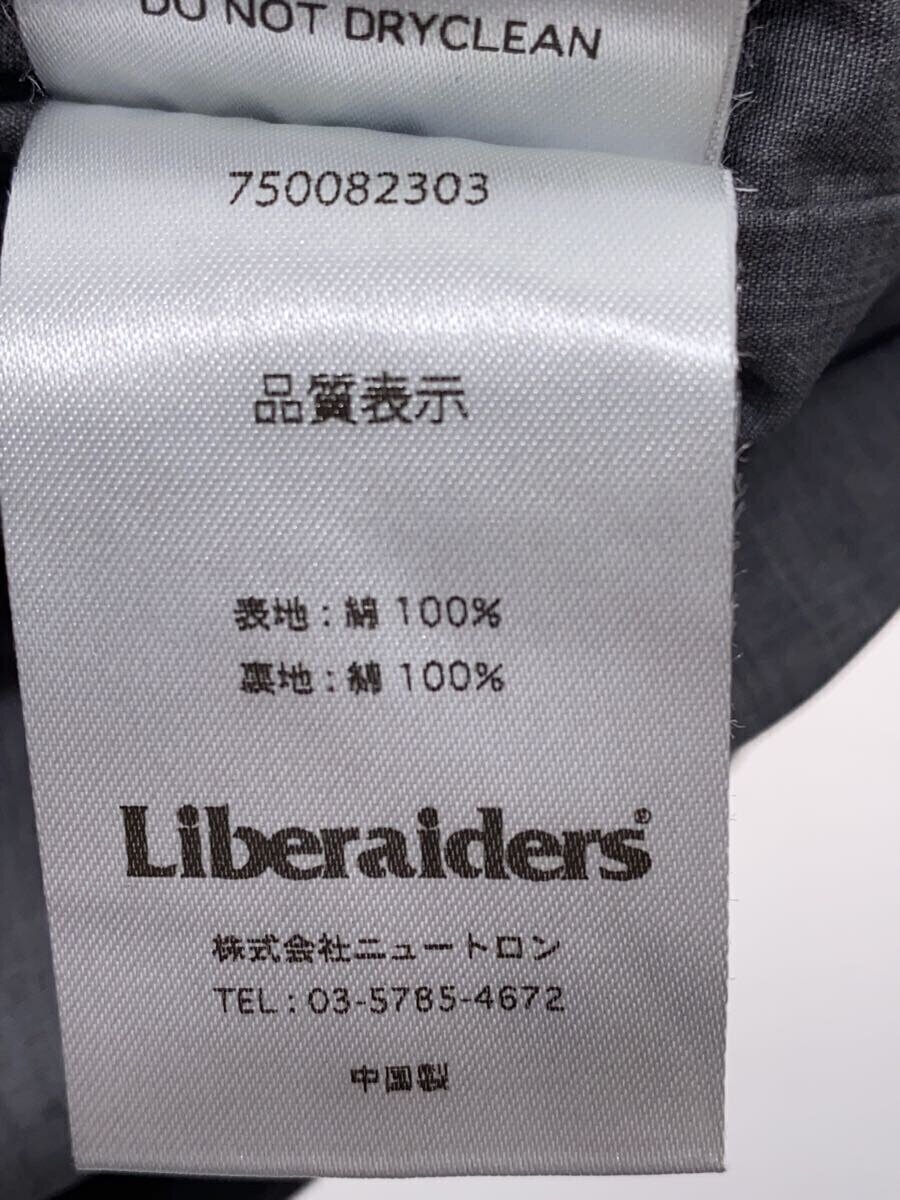 DO NOT DRYCLEAN
750082303
品質表示
表地:綿 100%
裏地:綿 100%
Liberaiders®
株式会社ニュートロン
TEL:03-5785-4672
中国製